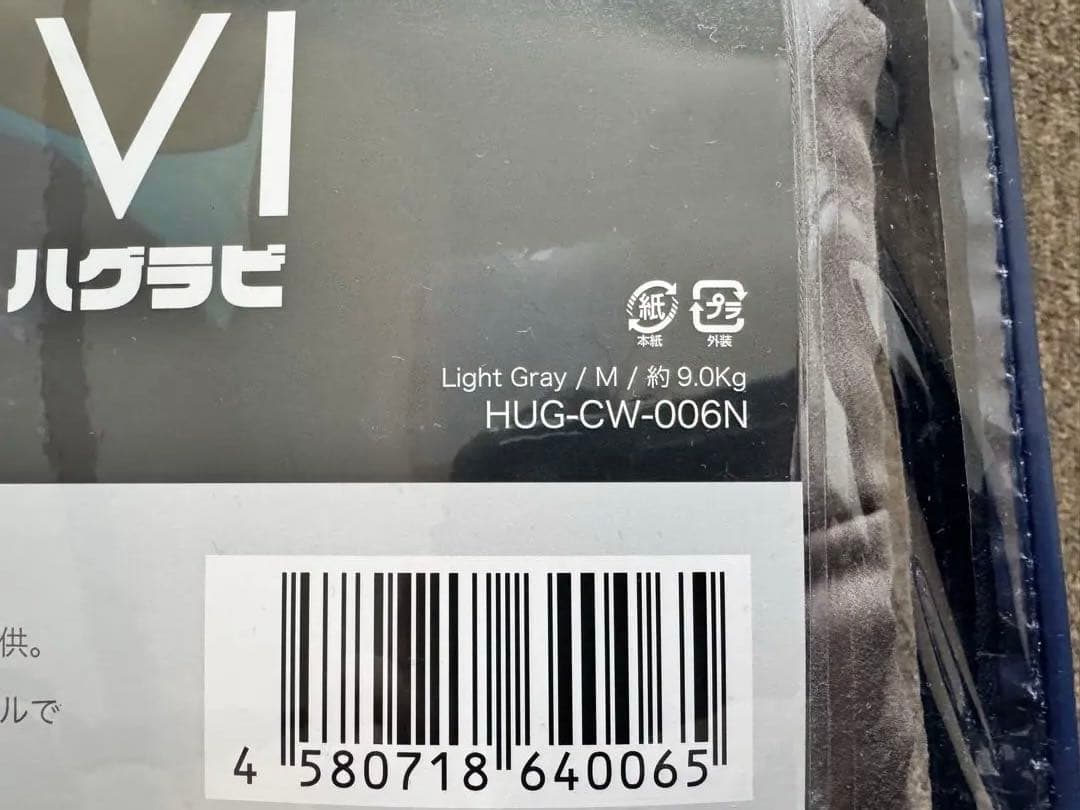 VI
ハグラビ
紙 プラ
本紙 外装
Light Gray / M / 約 9.0Kg
HUG-CW-006N
供。
ルで
4 580718 640065